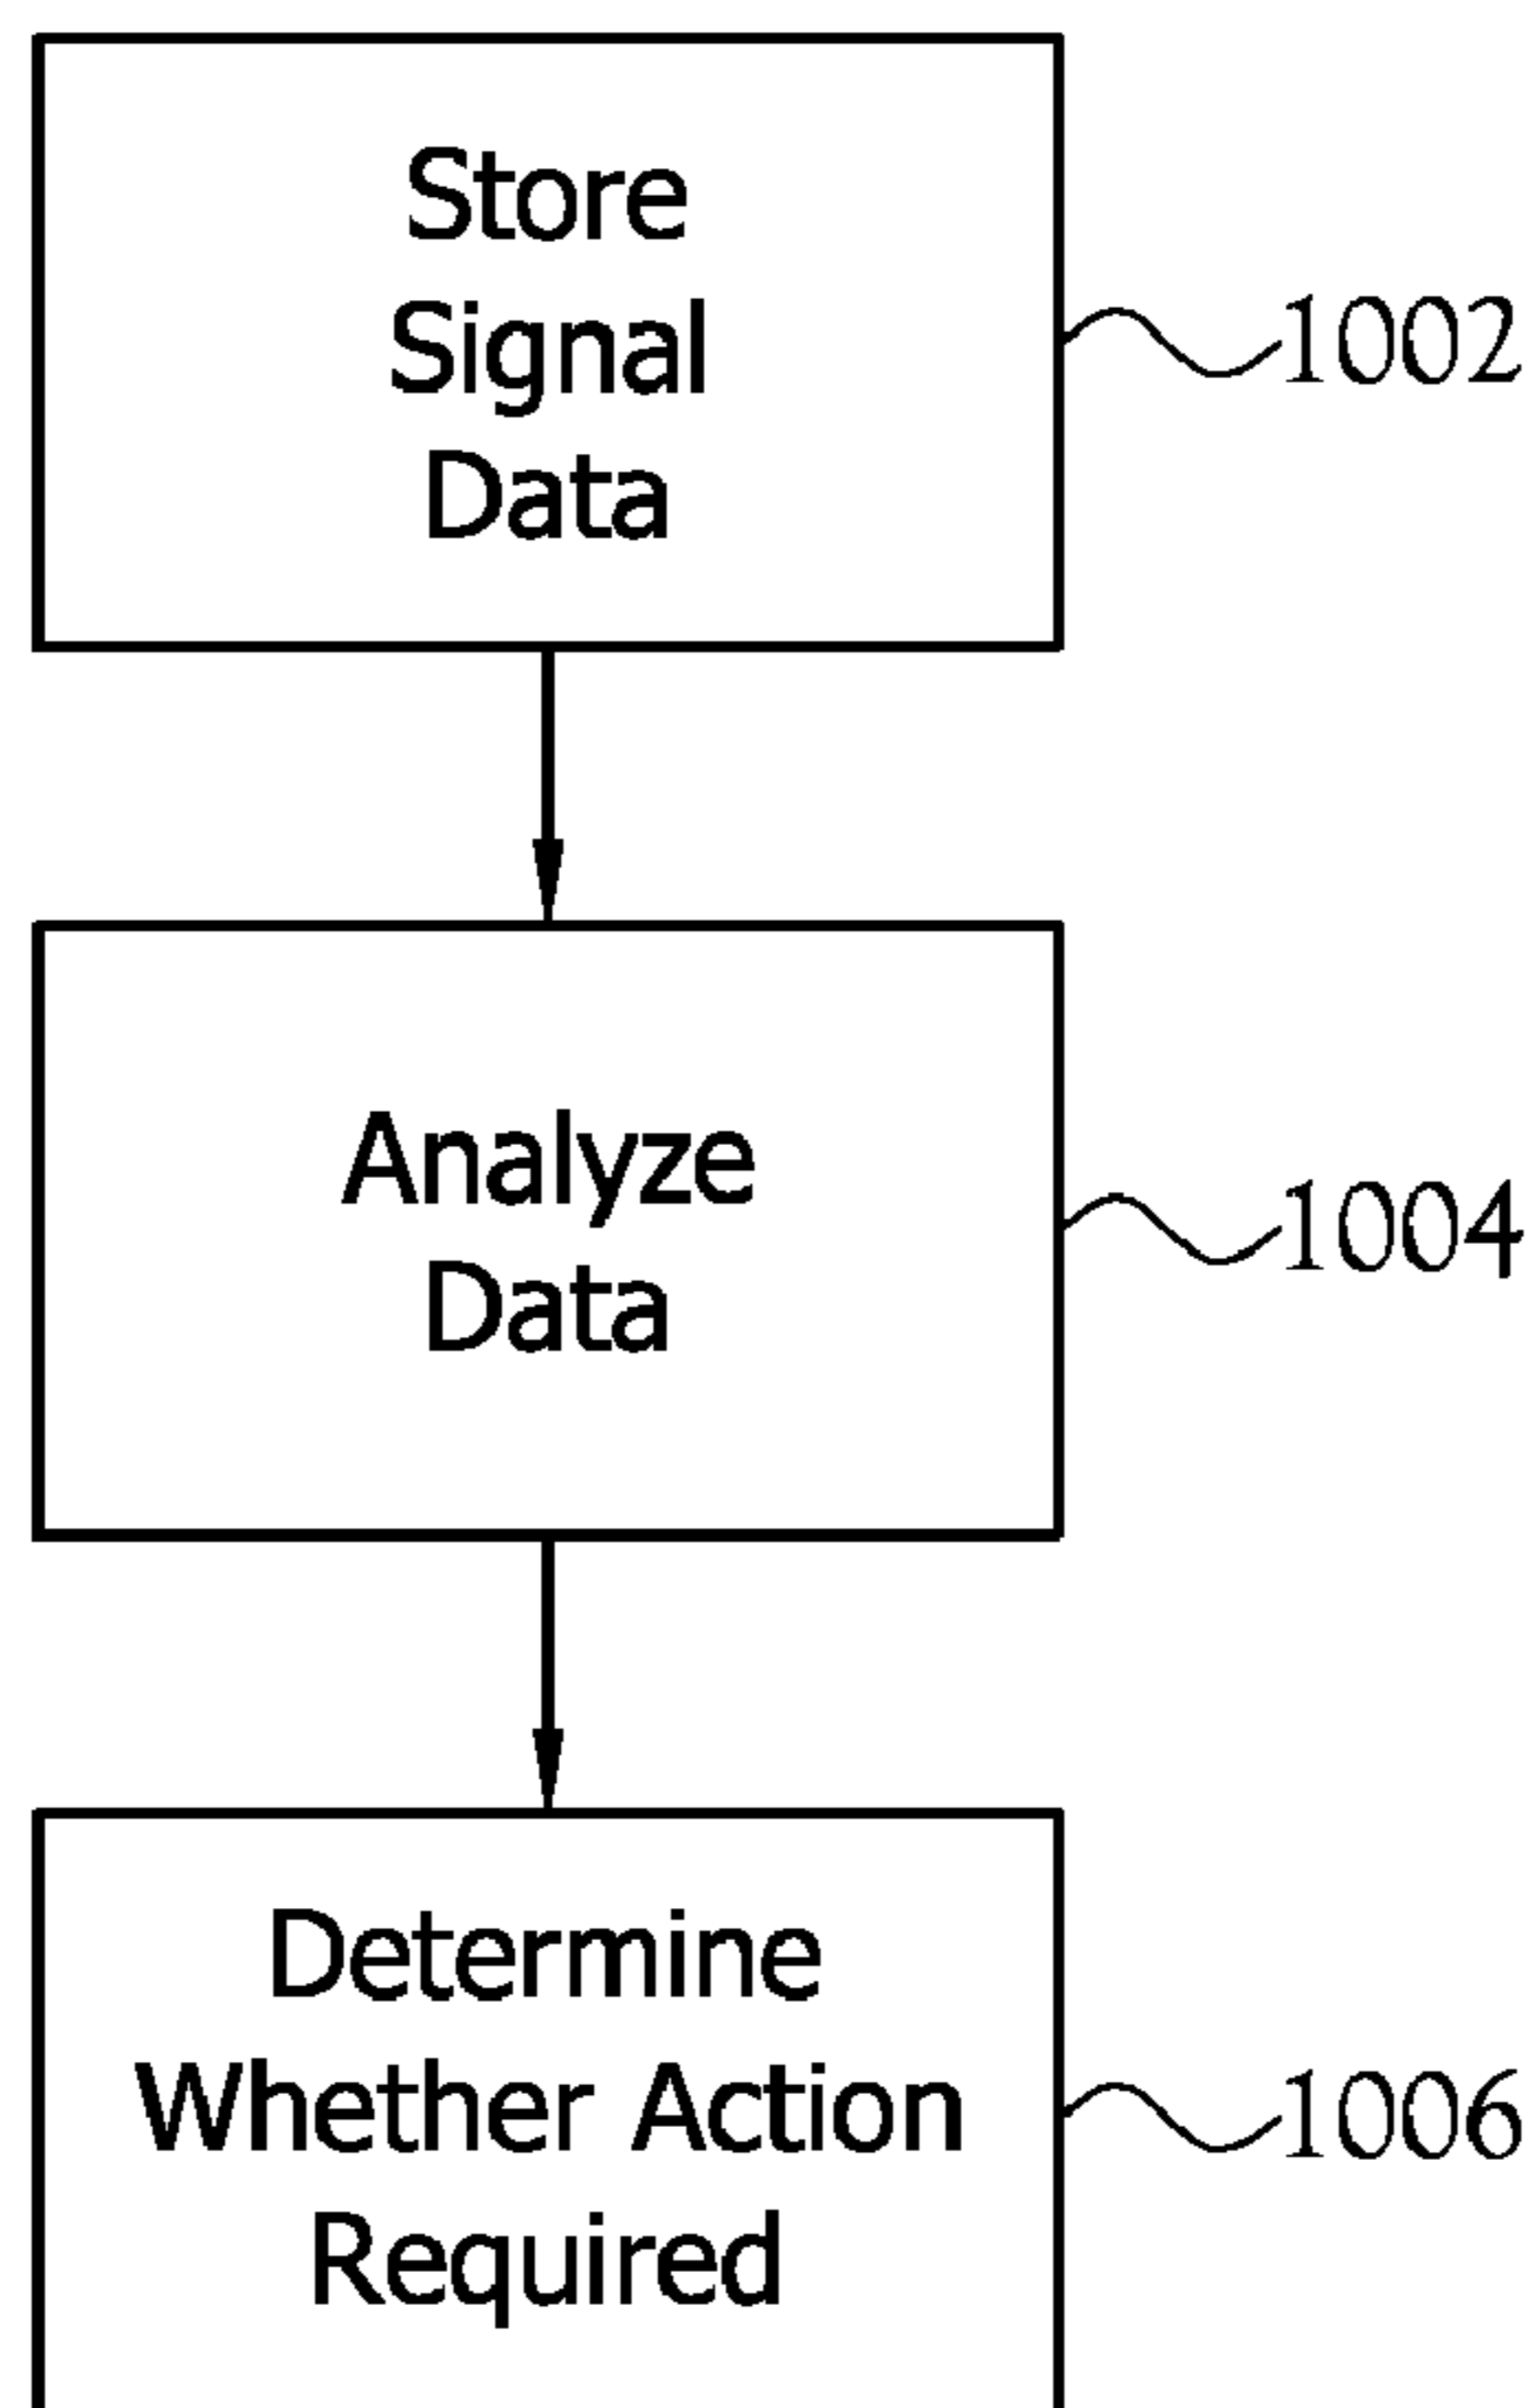 Store
Signal
Data
1002
Analyze
Data
1004
Determine
Whether Action
Required
1006